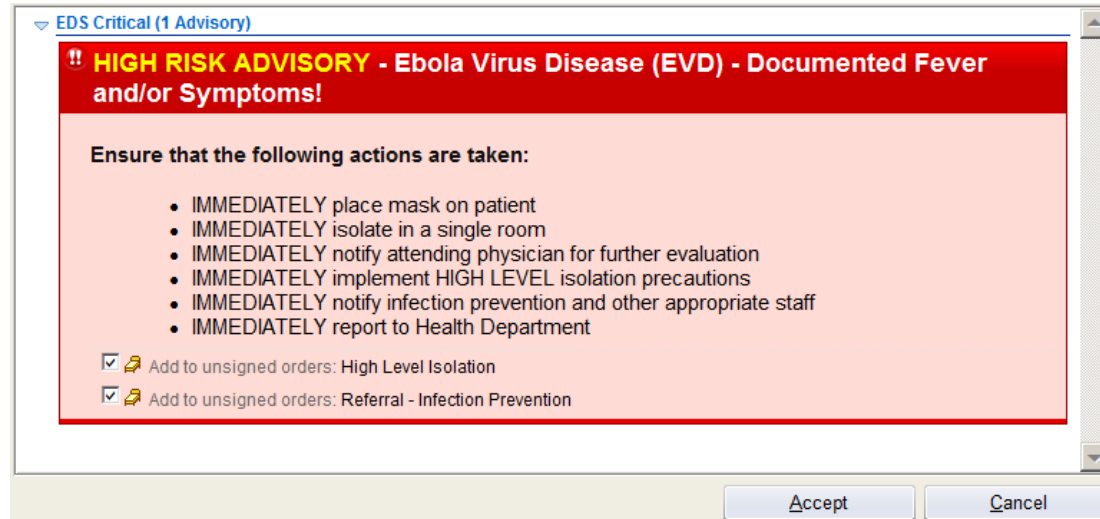 EDS Critical (1 Advisory)
HIGH RISK ADVISORY - Ebola Virus Disease (EVD) - Documented Fever
and/or Symptoms!
Ensure that the following actions are taken:
• IMMEDIATELY place mask on patient
• IMMEDIATELY isolate in a single room
• IMMEDIATELY notify attending physician for further evaluation
• IMMEDIATELY implement HIGH LEVEL isolation precautions
• IMMEDIATELY notify infection prevention and other appropriate staff
• IMMEDIATELY report to Health Department
Add to unsigned orders: High Level Isolation
Add to unsigned orders: Referral - Infection Prevention
Accept Cancel